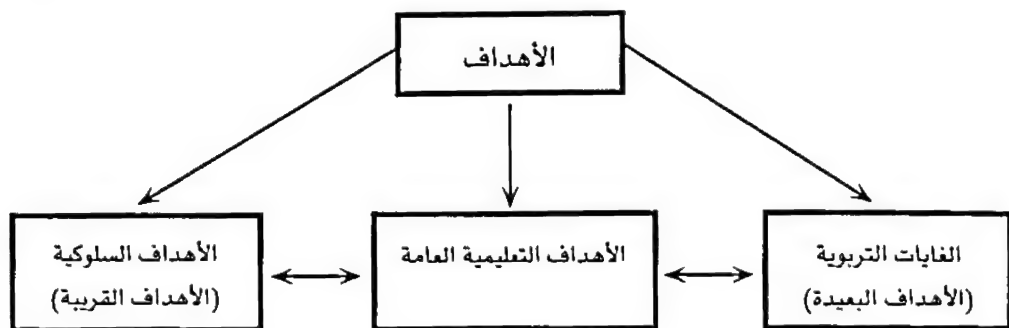 الأهداف
الغايات التربوية
(الأهداف البعيدة)
الأهداف التعليمية العامة
الأهداف السلوكية
(الأهداف القريبة)